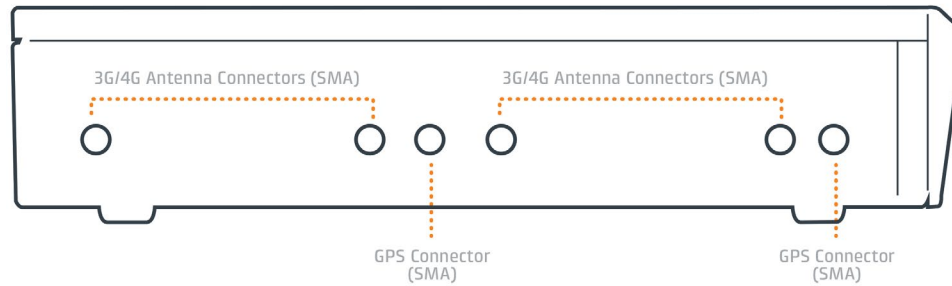 3G/4G Antenna Connectors (SMA)
3G/4G Antenna Connectors (SMA)
GPS Connector
(SMA)
GPS Connector
(SMA)